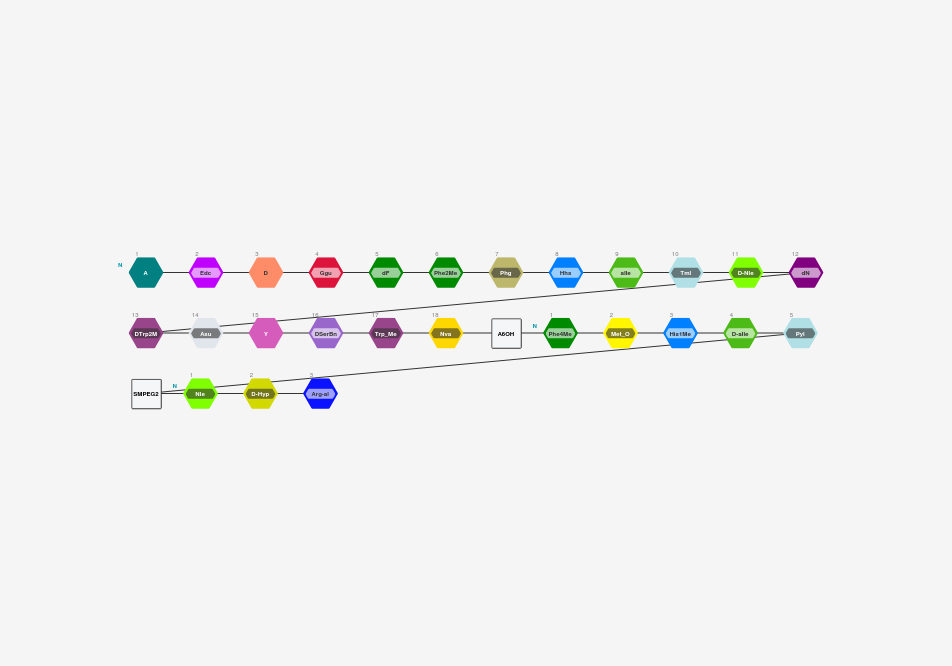 1 2 3 4 5 6 7 8 9 10 11 12
N A Edc D Ggu dF Phe2Me Phg Hha aIle Tml D-Nle dN
13 14 15 16 17 18 N 1 2 3 4 5
DTrp2M Asu Y DSerBn Trp_Me Nva A6OH Phe4Me Met_O His1Me D-aIle Pyl
N 1 2 3
SMPEG2 Nle D-Hyp Arg-al